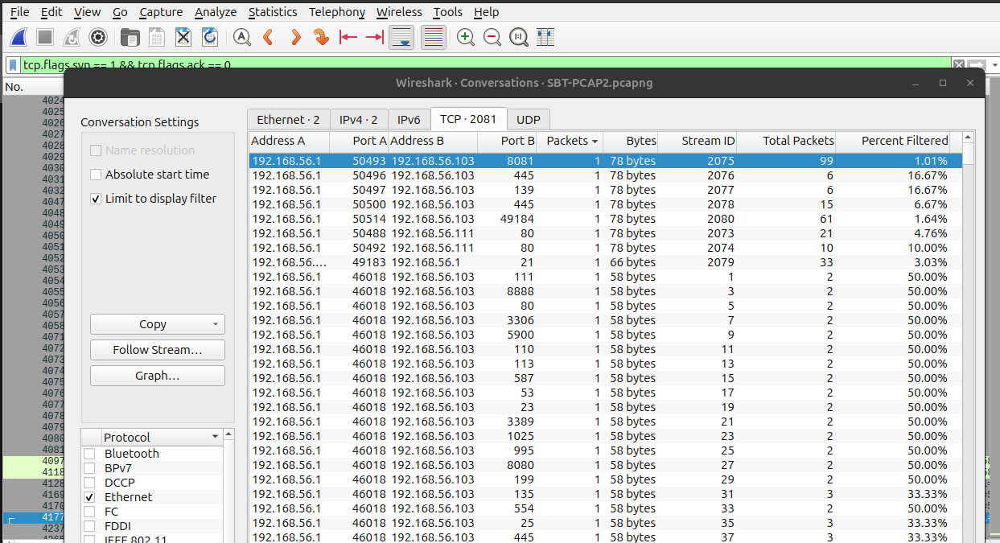 File Edit View Go Capture Analyze Statistics Telephony Wireless Tools Help
tcp.flags.syn == 1 && tcp.flags.ack == 0
No.
Wireshark · Conversations · SBT-PCAP2.pcapng
4024
4025
4026
4027
4028
4029
4030
4031
4032
4047
4048
4049
4050
4051
4052
4053
4054
4055
4056
4057
4058
4071
4072
4073
4074
4075
4076
4077
4078
4079
4080
4081
4097
4118
4128
4169
4170
4177
4237
Conversation Settings
Name resolution
Absolute start time
Limit to display filter
Copy
Follow Stream…
Graph…
Protocol
Bluetooth
BPv7
DCCP
Ethernet
FC
FDDI
IEEE 802.11
Ethernet · 2 IPv4 · 2 IPv6 TCP · 2081 UDP
Address A Port A Address B Port B Packets Bytes Stream ID Total Packets Percent Filtered
192.168.56.1 50493 192.168.56.103 8081 1 78 bytes 2075 99 1.01%
192.168.56.1 50496 192.168.56.103 445 1 78 bytes 2076 6 16.67%
192.168.56.1 50497 192.168.56.103 139 1 78 bytes 2077 6 16.67%
192.168.56.1 50500 192.168.56.103 445 1 78 bytes 2078 15 6.67%
192.168.56.1 50514 192.168.56.103 49184 1 78 bytes 2080 61 1.64%
192.168.56.1 50488 192.168.56.111 80 1 78 bytes 2073 21 4.76%
192.168.56.1 50492 192.168.56.111 80 1 78 bytes 2074 10 10.00%
192.168.56.… 49183 192.168.56.1 21 1 66 bytes 2079 33 3.03%
192.168.56.1 46018 192.168.56.103 111 1 58 bytes 1 2 50.00%
192.168.56.1 46018 192.168.56.103 8888 1 58 bytes 3 2 50.00%
192.168.56.1 46018 192.168.56.103 80 1 58 bytes 5 2 50.00%
192.168.56.1 46018 192.168.56.103 3306 1 58 bytes 7 2 50.00%
192.168.56.1 46018 192.168.56.103 5900 1 58 bytes 9 2 50.00%
192.168.56.1 46018 192.168.56.103 110 1 58 bytes 11 2 50.00%
192.168.56.1 46018 192.168.56.103 113 1 58 bytes 13 2 50.00%
192.168.56.1 46018 192.168.56.103 587 1 58 bytes 15 2 50.00%
192.168.56.1 46018 192.168.56.103 53 1 58 bytes 17 2 50.00%
192.168.56.1 46018 192.168.56.103 23 1 58 bytes 19 2 50.00%
192.168.56.1 46018 192.168.56.103 3389 1 58 bytes 21 2 50.00%
192.168.56.1 46018 192.168.56.103 1025 1 58 bytes 23 2 50.00%
192.168.56.1 46018 192.168.56.103 995 1 58 bytes 25 2 50.00%
192.168.56.1 46018 192.168.56.103 8080 1 58 bytes 27 2 50.00%
192.168.56.1 46018 192.168.56.103 199 1 58 bytes 29 2 50.00%
192.168.56.1 46018 192.168.56.103 135 1 58 bytes 31 3 33.33%
192.168.56.1 46018 192.168.56.103 554 1 58 bytes 33 2 50.00%
192.168.56.1 46018 192.168.56.103 25 1 58 bytes 35 3 33.33%
192.168.56.1 46018 192.168.56.103 445 1 58 bytes 37 3 33.33%